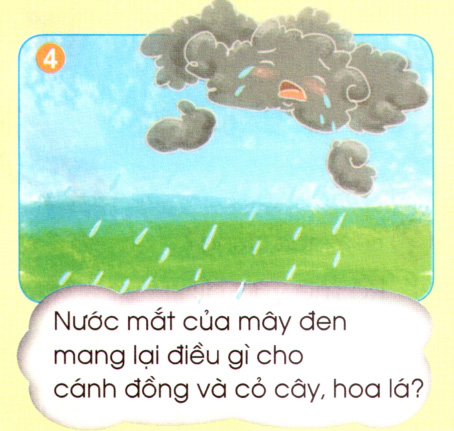 4
Nước mắt của mây đen
mang lại điều gì cho
cánh đồng và cỏ cây, hoa lá?